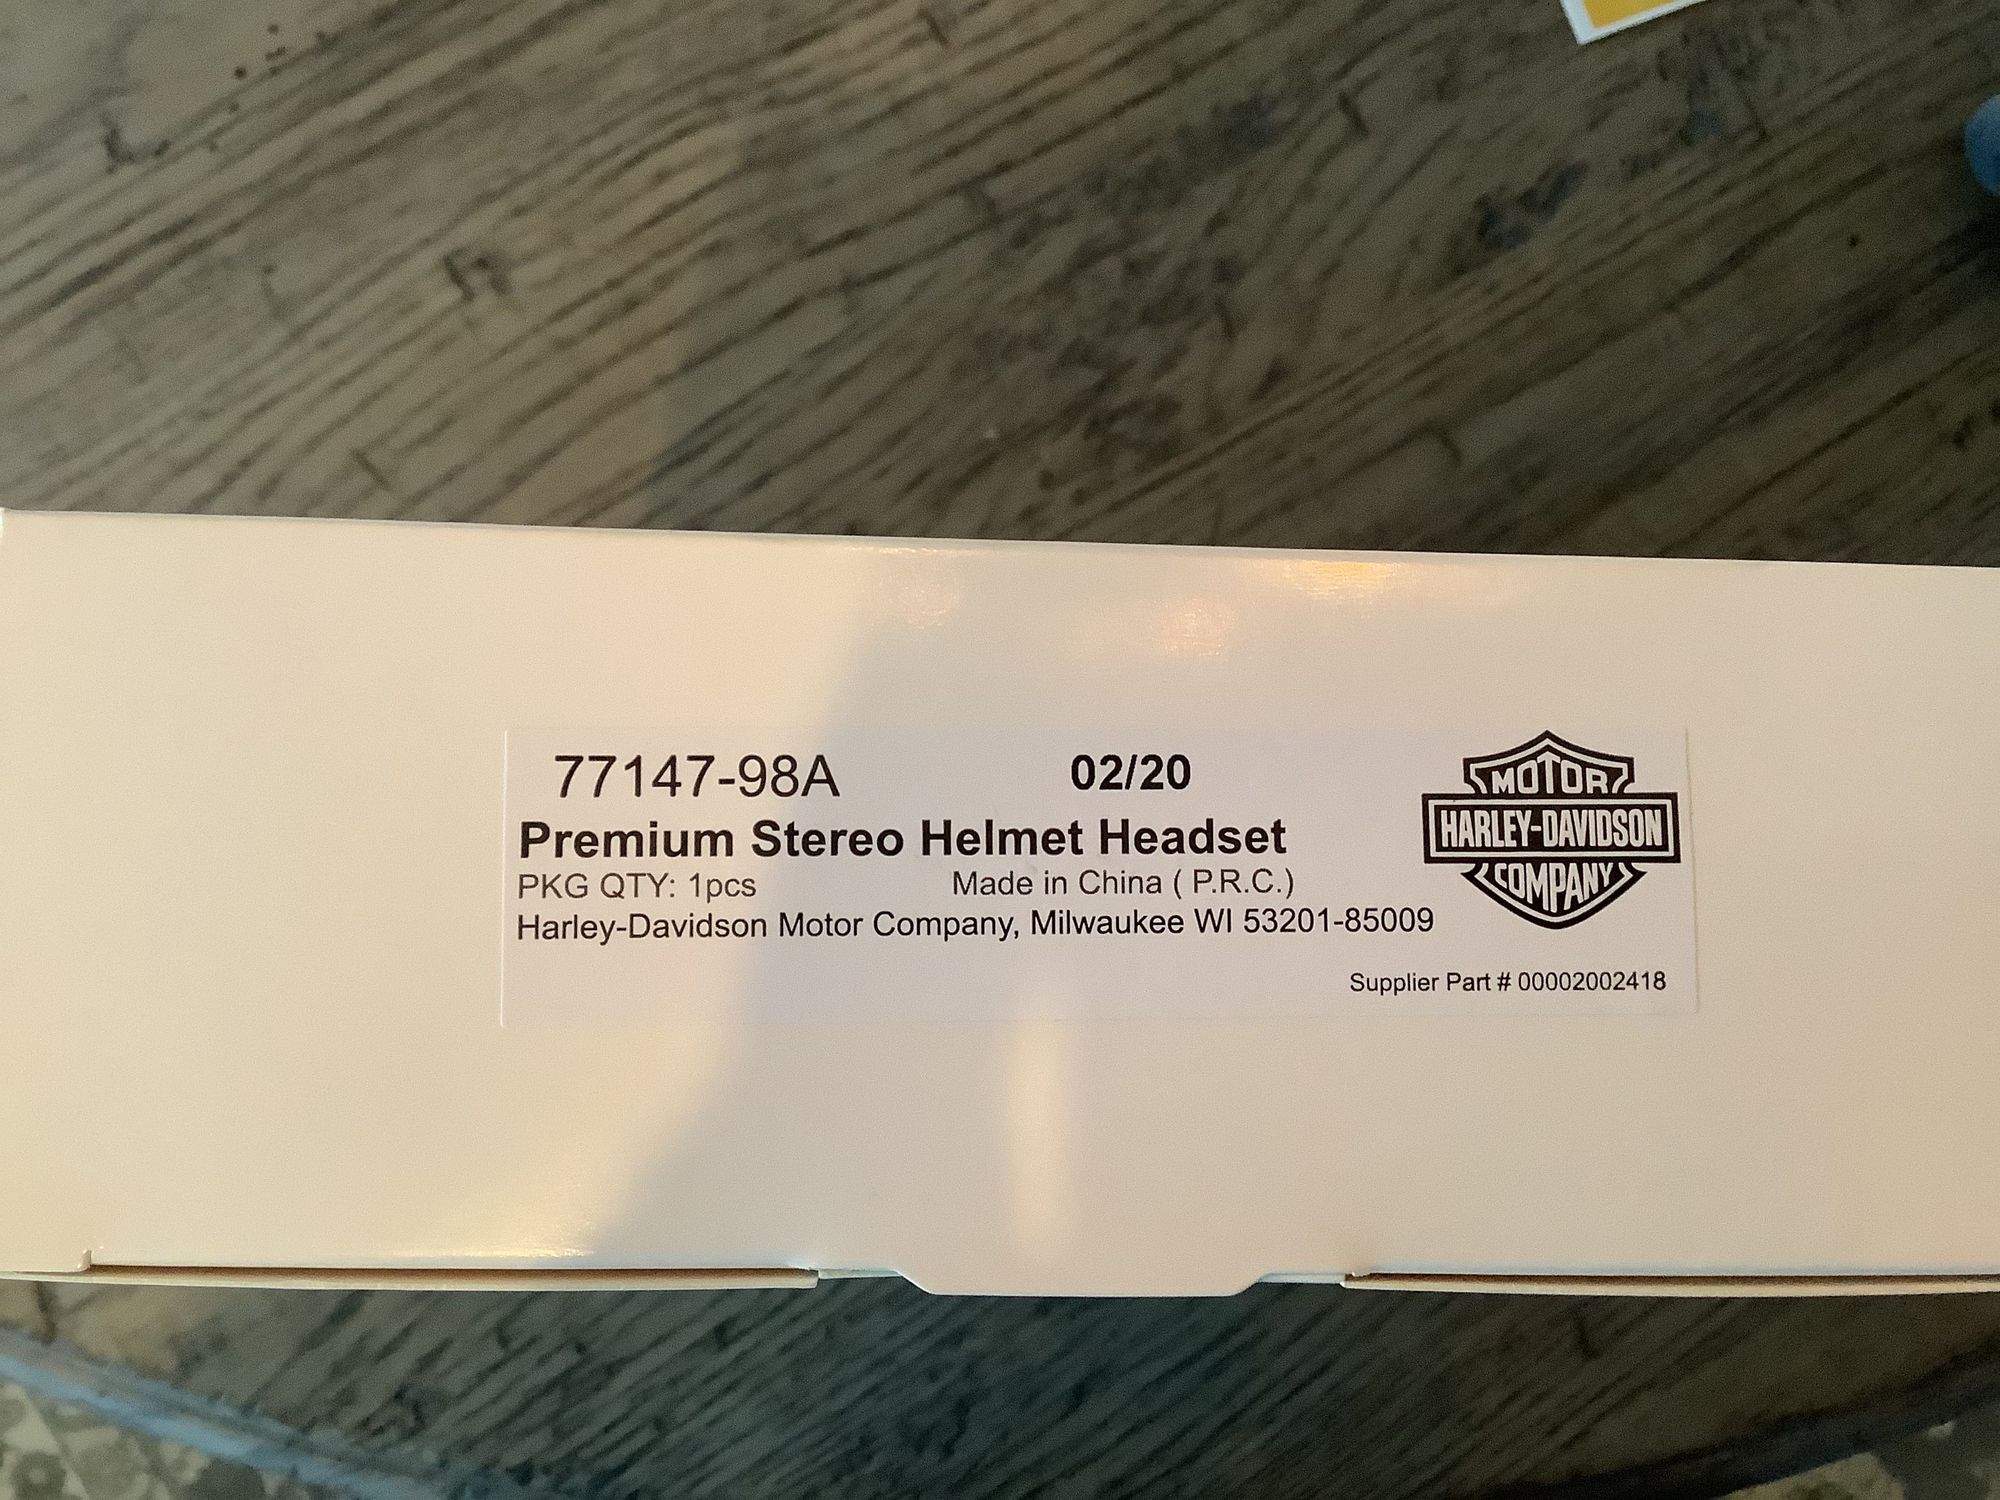 77147-98A 02/20
Premium Stereo Helmet Headset
PKG QTY: 1pcs Made in China ( P.R.C.)
Harley-Davidson Motor Company, Milwaukee WI 53201-85009
Supplier Part # 00002002418
MOTOR
HARLEY-DAVIDSON
COMPANY